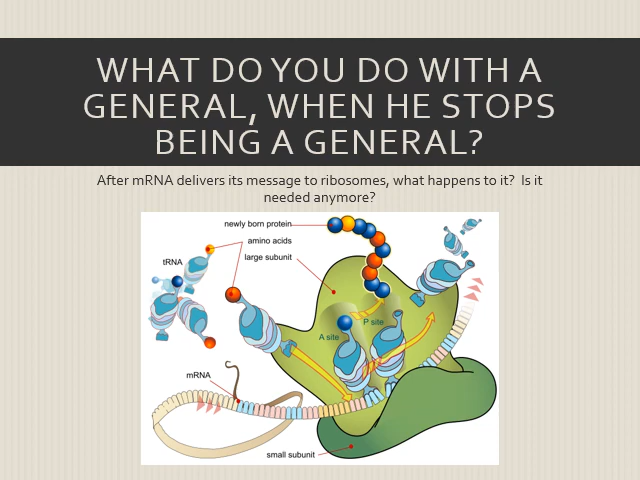 WHAT DO YOU DO WITH A
GENERAL, WHEN HE STOPS
BEING A GENERAL?
After mRNA delivers its message to ribosomes, what happens to it? Is it
needed anymore?
newly born protein
amino acids
large subunit
tRNA
P site
A site
mRNA
small subunit